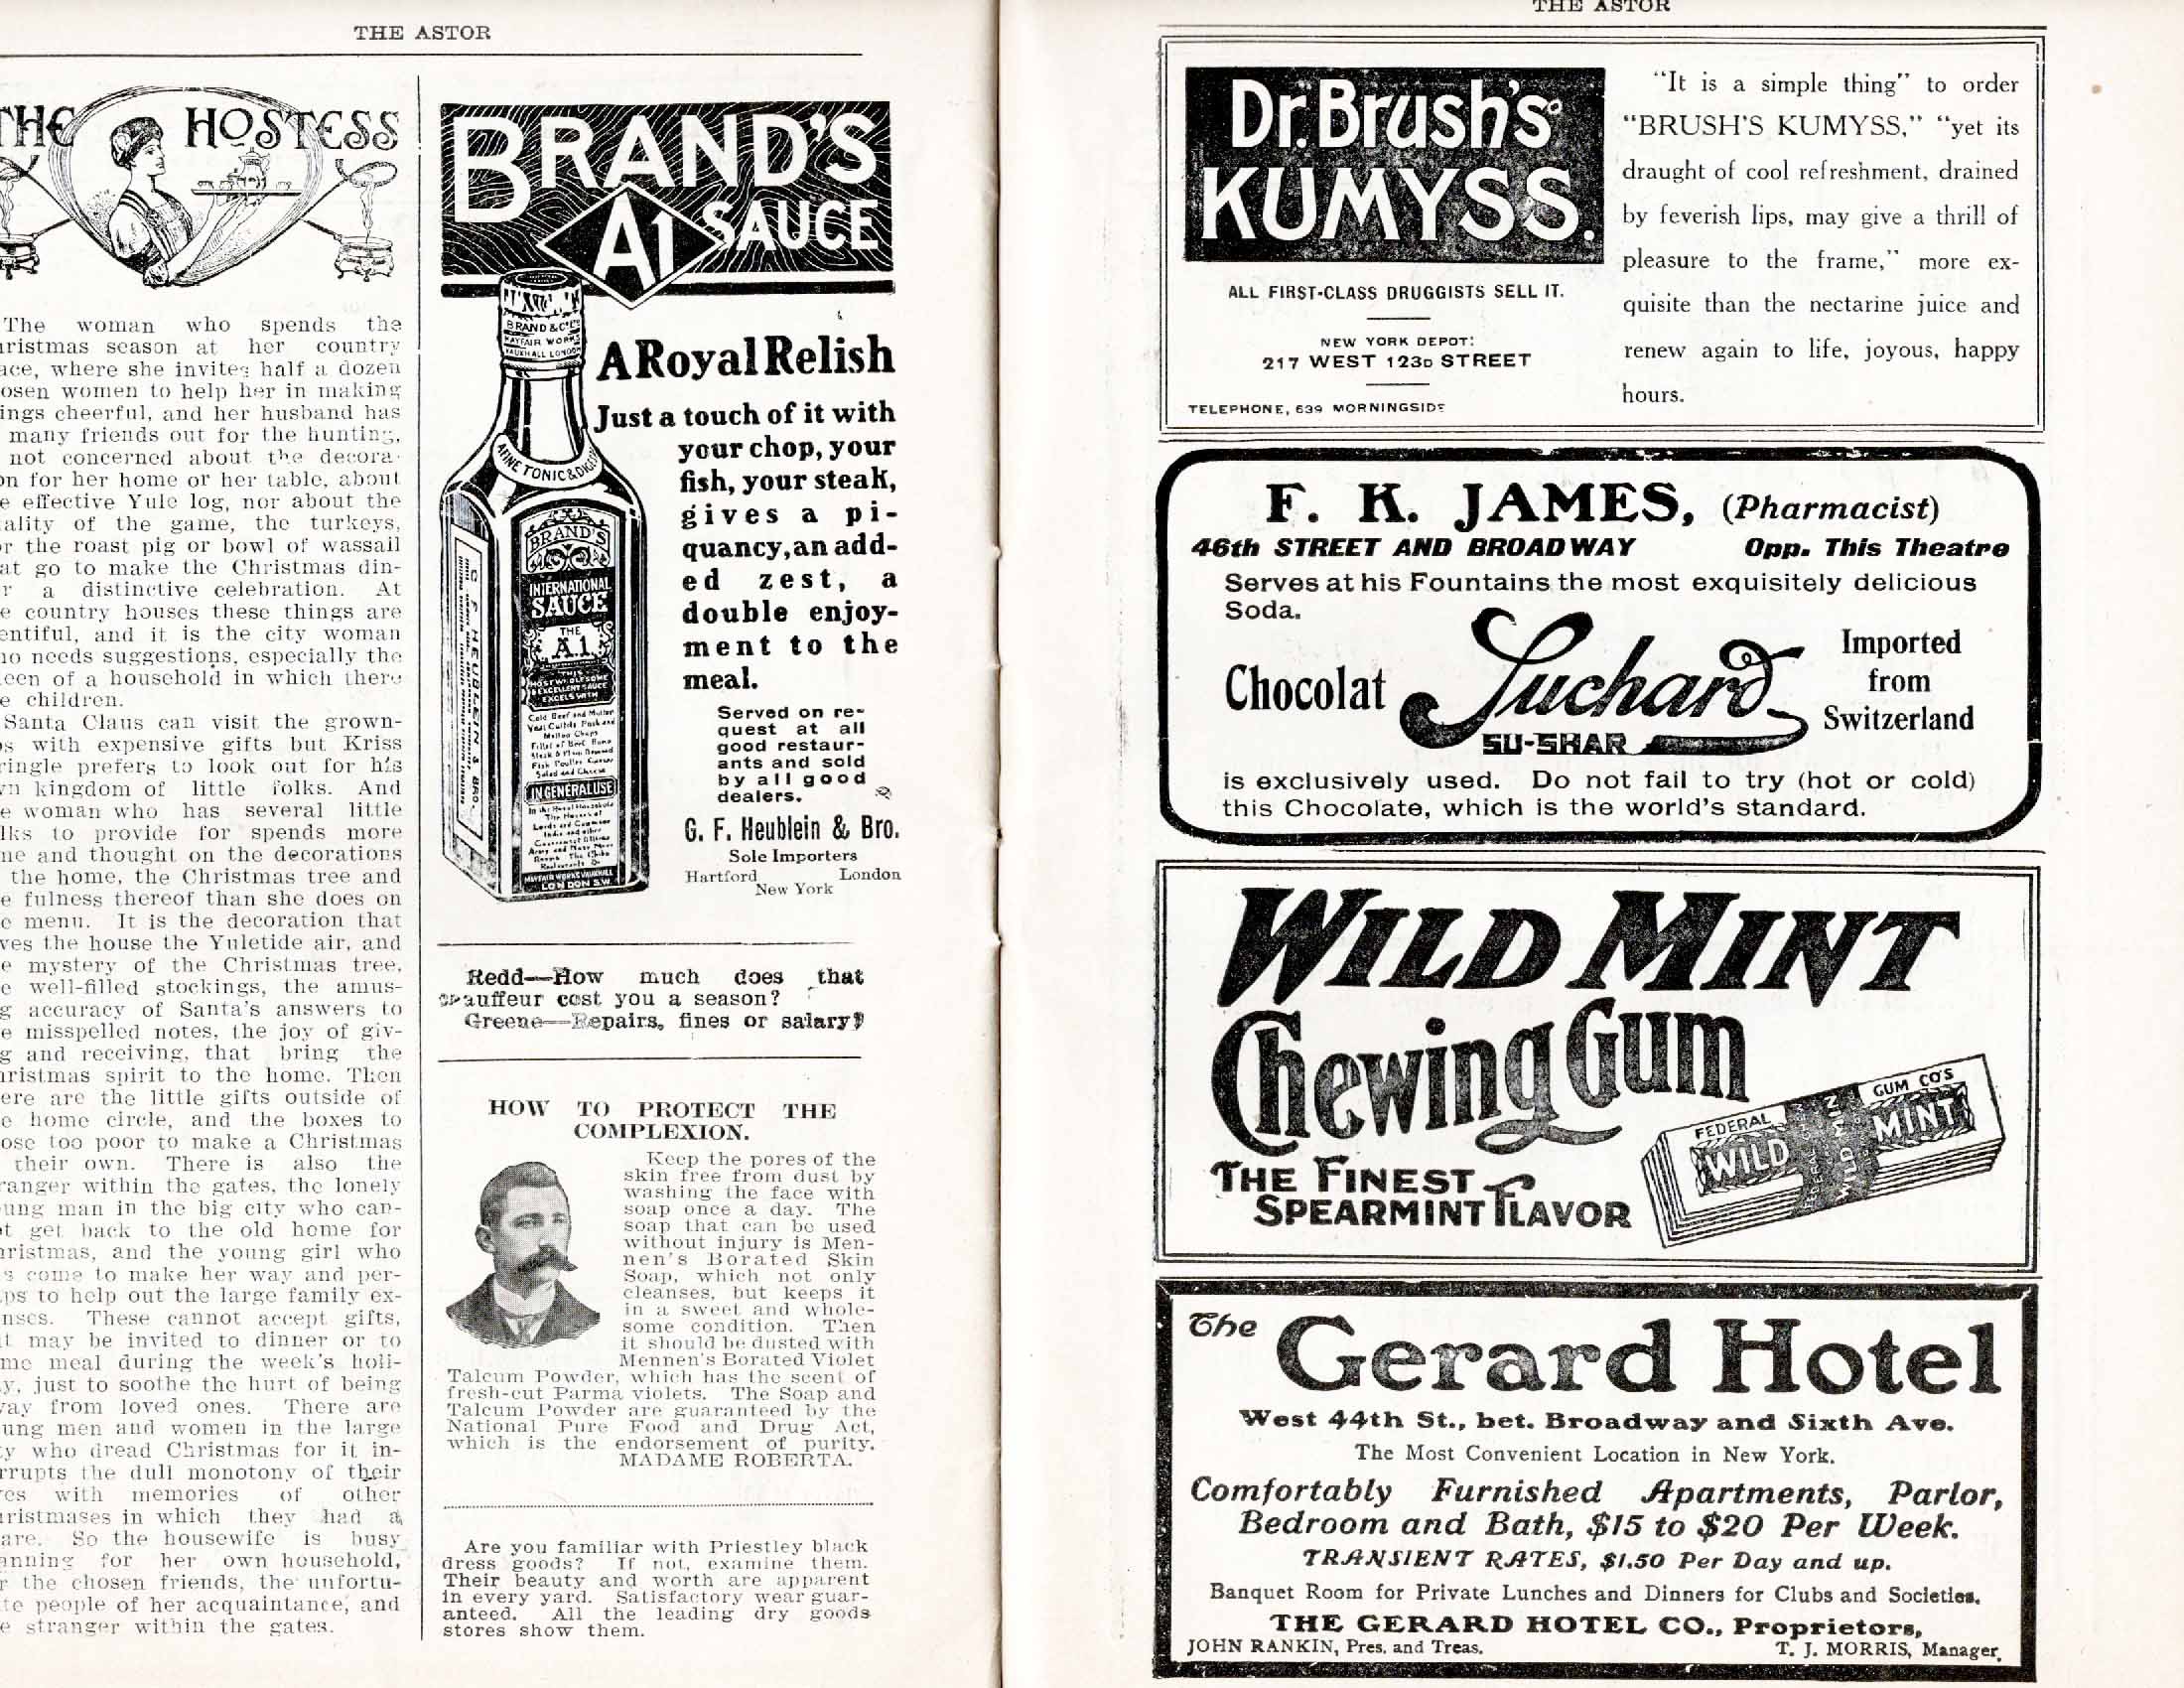 THE ASTOR
THE HOSTESS
The woman who spends the
ristmas season at her country
ace, where she invites half a dozen
osen women to help her in making
ings cheerful, and her husband has
many friends out for the hunting,
not concerned about the decora-
on for her home or her table, about
e effective Yule log, nor about the
ality of the game, the turkeys,
r the roast pig or bowl of wassail
at go to make the Christmas din-
r a distinctive celebration. At
e country houses these things are
entiful, and it is the city woman
o needs suggestions, especially the
een of a household in which there
e children.
Santa Claus can visit the grown-
s with expensive gifts but Kriss
ringle prefers to look out for his
n kingdom of little folks. And
e woman who has several little
lks to provide for spends more
me and thought on the decorations
the home, the Christmas tree and
e fulness thereof than she does on
e menu. It is the decoration that
ves the house the Yuletide air, and
e mystery of the Christmas tree,
e well-filled stockings, the amus-
g accuracy of Santa's answers to
e misspelled notes, the joy of giv-
g and receiving, that bring the
ristmas spirit to the home. Then
ere are the little gifts outside of
e home circle, and the boxes to
ose too poor to make a Christmas
their own. There is also the
ranger within the gates, the lonely
ung man in the big city who can-
t get back to the old home for
ristmas, and the young girl who
s come to make her way and per-
ps to help out the large family ex-
nses. These cannot accept gifts,
t may be invited to dinner or to
me meal during the week's holi-
y, just to soothe the hurt of being
ay from loved ones. There are
ung men and women in the large
y who dread Christmas for it in-
rrupts the dull monotony of their
es with memories of other
ristmases in which they had a
are. So the housewife is busy
anning for her own household,
r the chosen friends, the unfortu-
te people of her acquaintance, and
e stranger within the gates.
BRAND'S
A1 SAUCE
BRAND & CO LTD
MAYFAIR WORKS
VAUXHALL LONDON
A FINE TONIC & DIGESTIVE
BRAND'S
INTERNATIONAL
SAUCE
THE
A.1.
MOST WHOLESOME
& EXCELLENT SAUCE
EXCELS WITH
Cold Beef and Mutton
IN GENERAL USE
MAYFAIR WORKS VAUXHALL
LONDON S.W.
G. F. HEUBLEIN & BRO.
A Royal Relish
Just a touch of it with
your chop, your
fish, your steak,
gives a pi-
quancy, an add-
ed zest, a
double enjoy-
ment to the
meal.
Served on re-
quest at all
good restaur-
ants and sold
by all good
dealers.
G. F. Heublein & Bro.
Sole Importers
Hartford London
New York
Redd—How much does that
chauffeur cost you a season?
Greene—Repairs, fines or salary?
HOW TO PROTECT THE
COMPLEXION.
Keep the pores of the
skin free from dust by
washing the face with
soap once a day. The
soap that can be used
without injury is Men-
nen's Borated Skin
Soap, which not only
cleanses, but keeps it
in a sweet and whole-
some condition. Then
it should be dusted with
Mennen's Borated Violet
Talcum Powder, which has the scent of
fresh-cut Parma violets. The Soap and
Talcum Powder are guaranteed by the
National Pure Food and Drug Act,
which is the endorsement of purity.
MADAME ROBERTA.
Are you familiar with Priestley black
dress goods? If not, examine them.
Their beauty and worth are apparent
in every yard. Satisfactory wear guar-
anteed. All the leading dry goods
stores show them.
THE ASTOR
Dr. Brush's
KUMYSS.
ALL FIRST-CLASS DRUGGISTS SELL IT.
NEW YORK DEPOT:
217 WEST 123D STREET
TELEPHONE, 639 MORNINGSIDE
"It is a simple thing" to order
"BRUSH'S KUMYSS," "yet its
draught of cool refreshment, drained
by feverish lips, may give a thrill of
pleasure to the frame," more ex-
quisite than the nectarine juice and
renew again to life, joyous, happy
hours.
F. K. JAMES, (Pharmacist)
46th STREET AND BROADWAY Opp. This Theatre
Serves at his Fountains the most exquisitely delicious
Soda.
Chocolat Suchard
SU-SHAR
Imported
from
Switzerland
is exclusively used. Do not fail to try (hot or cold)
this Chocolate, which is the world's standard.
WILD MINT
Chewing Gum
THE FINEST
SPEARMINT FLAVOR
FEDERAL GUM CO'S
WILD MINT
The Gerard Hotel
West 44th St., bet. Broadway and Sixth Ave.
The Most Convenient Location in New York.
Comfortably Furnished Apartments, Parlor,
Bedroom and Bath, $15 to $20 Per Week.
TRANSIENT RATES, $1.50 Per Day and up.
Banquet Room for Private Lunches and Dinners for Clubs and Societies.
THE GERARD HOTEL CO., Proprietors,
JOHN RANKIN, Pres. and Treas. T. J. MORRIS, Manager.